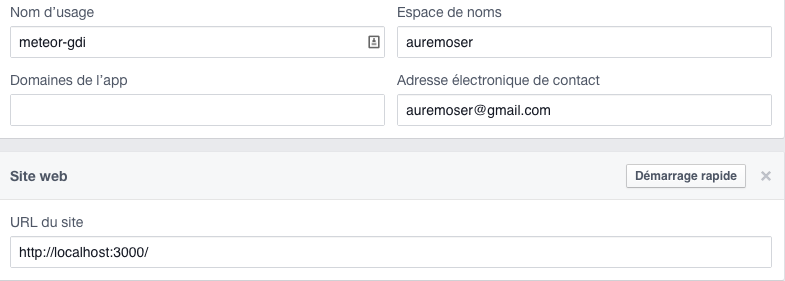 Nom d’usage
Espace de noms
meteor-gdi
auremoser
Domaines de l’app
Adresse électronique de contact
auremoser@gmail.com
Site web
Démarrage rapide
URL du site
http://localhost:3000/